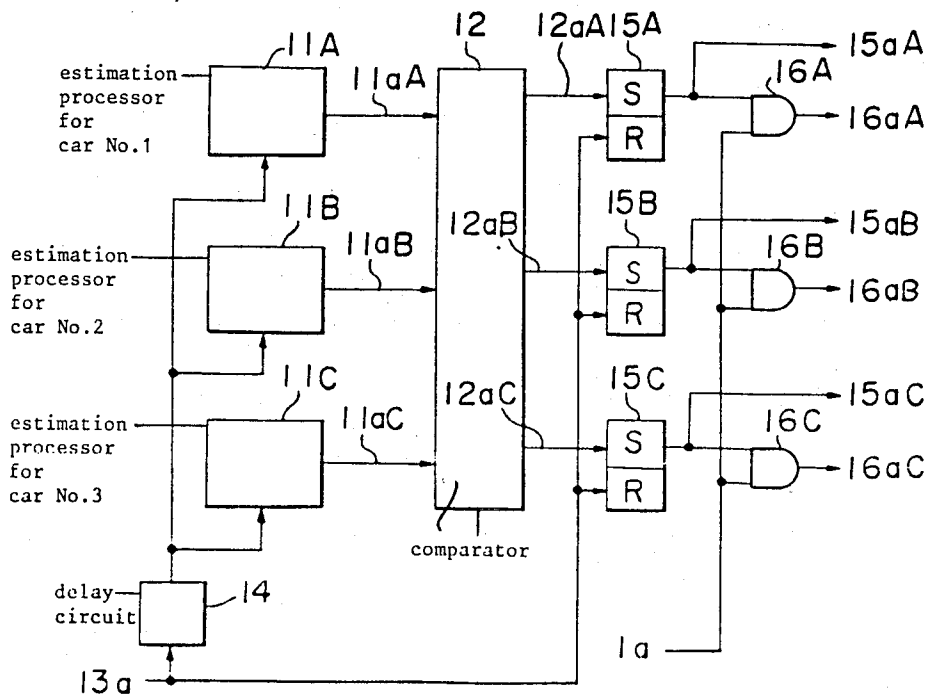 11A
12
12aA
15A
estimation
processor
for
car No.1
11aA
S
R
15aA
16A
16aA
11B
estimation
processor
for
car No.2
11aB
12aB
15B
S
R
15aB
16B
16aB
11C
estimation
processor
for
car No.3
11aC
12aC
15C
S
R
15aC
16C
16aC
comparator
delay
circuit
14
1a
13a